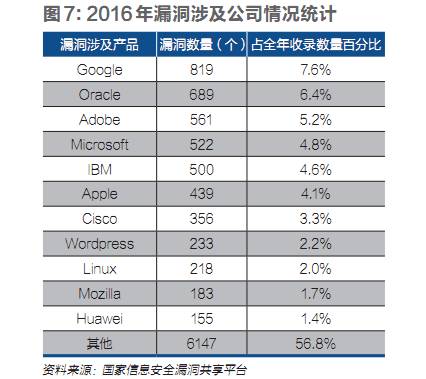 图7：2016年漏洞涉及公司情况统计
漏洞涉及产品 漏洞数量（个） 占全年收录数量百分比
Google 819 7.6%
Oracle 689 6.4%
Adobe 561 5.2%
Microsoft 522 4.8%
iBM 500 4.6%
Apple 439 4.1%
Cisco 356 3.3%
Wordpress 233 2.2%
Linux 218 2.0%
Mozilla 183 1.7%
Huawei 155 1.4%
其他 6147 56.8%
资料来源：国家信息安全漏洞共享平台